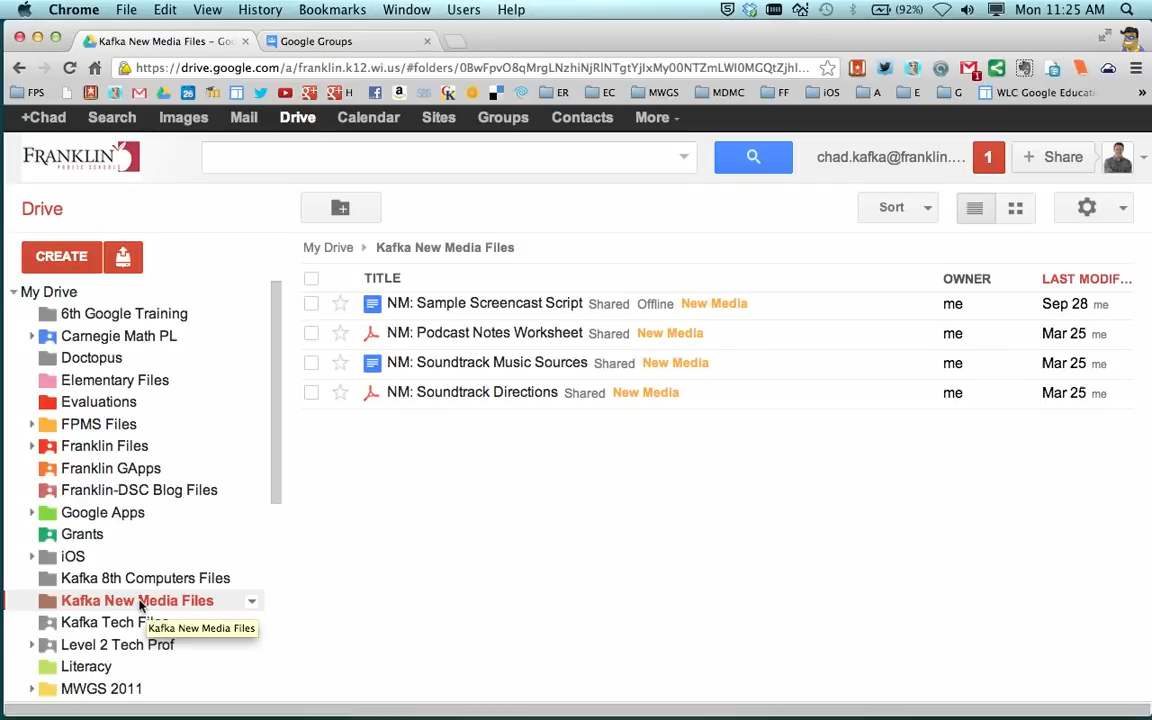 Chrome File Edit View History Bookmarks Window Users Help (92%) Mon 11:25 AM
Kafka New Media Files - Go Google Groups
https://drive.google.com/a/franklin.k12.wi.us/#folders/0BwFpvO8qMrgLNzhiNjRlNTgtYjIxMy00NTZmLWI0MGQtZjhl...
FPS H ER EC MWGS MDMC FF iOS A E G WLC Google Educati »
+Chad Search Images Mail Drive Calendar Sites Groups Contacts More
FRANKLIN chad.kafka@franklin.... 1 + Share
PUBLIC SCHOOLS
Drive Sort
CREATE My Drive Kafka New Media Files
TITLE OWNER LAST MODIF...
NM: Sample Screencast Script Shared Offline New Media me Sep 28 me
NM: Podcast Notes Worksheet Shared New Media me Mar 25 me
NM: Soundtrack Music Sources Shared New Media me Mar 25 me
NM: Soundtrack Directions Shared New Media me Mar 25 me
My Drive
6th Google Training
Carnegie Math PL
Doctopus
Elementary Files
Evaluations
FPMS Files
Franklin Files
Franklin GApps
Franklin-DSC Blog Files
Google Apps
Grants
iOS
Kafka 8th Computers Files
Kafka New Media Files
Kafka Tech Files
Kafka New Media Files
Level 2 Tech Prof
Literacy
MWGS 2011